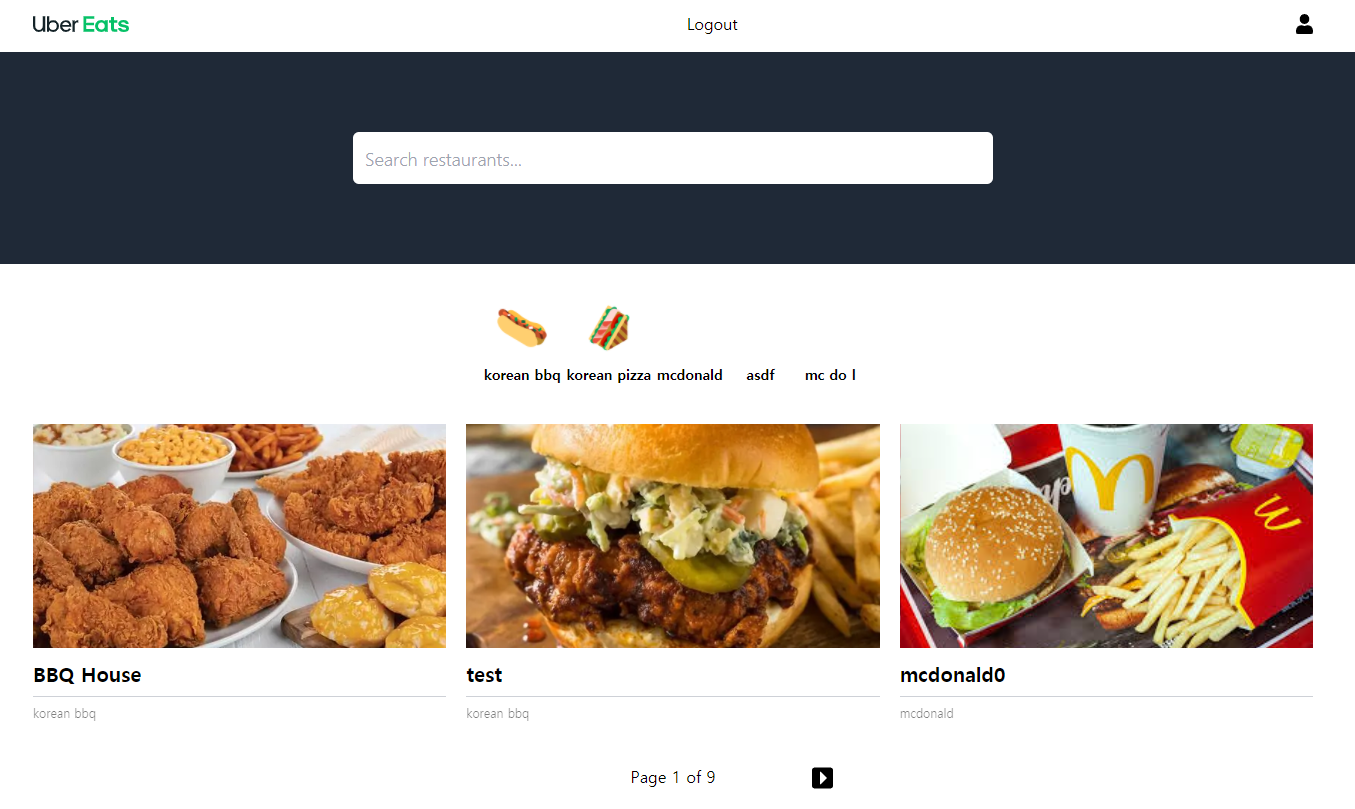 Uber Eats
Logout
Search restaurants...
korean bbq korean pizza mcdonald asdf mc do l
BBQ House
test
mcdonald0
korean bbq
korean bbq
mcdonald
Page 1 of 9